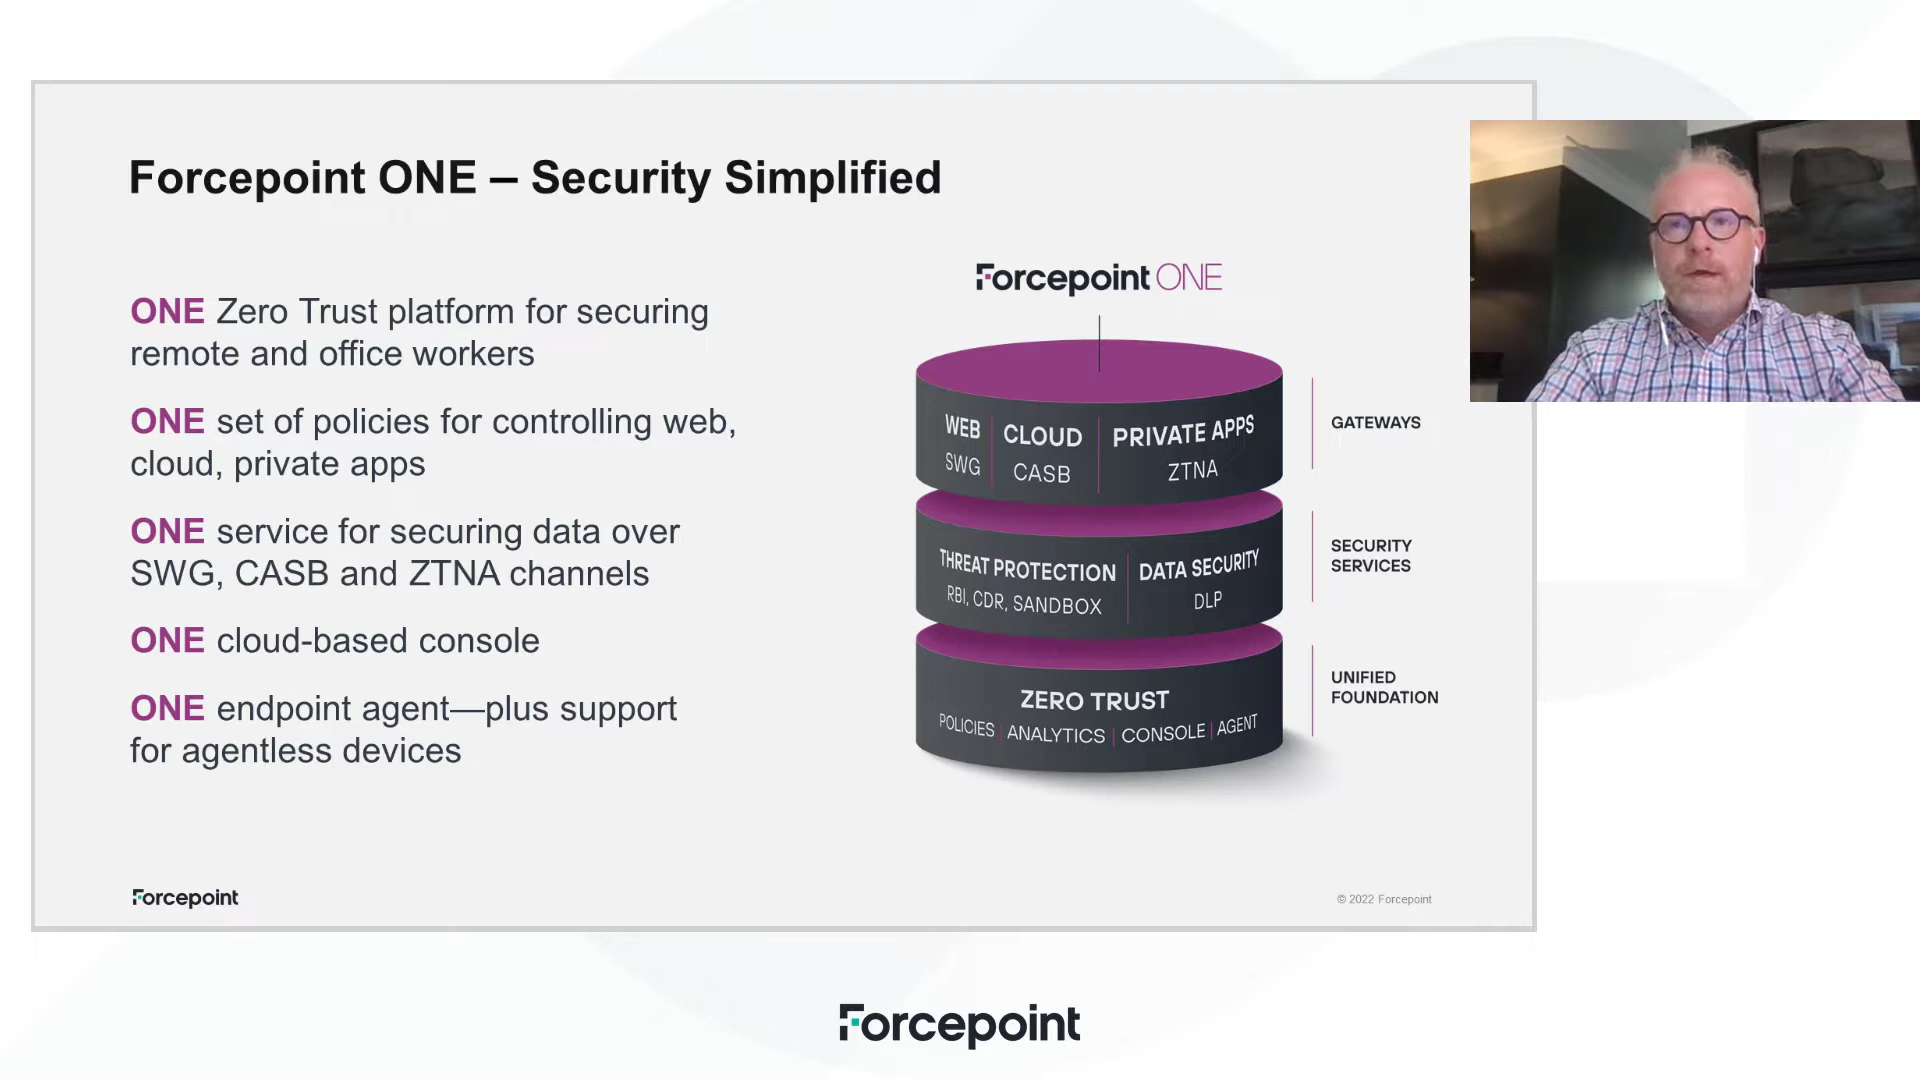 Forcepoint ONE – Security Simplified
ONE Zero Trust platform for securing
remote and office workers
ONE set of policies for controlling web,
cloud, private apps
ONE service for securing data over
SWG, CASB and ZTNA channels
ONE cloud-based console
ONE endpoint agent—plus support
for agentless devices
Forcepoint ONE
WEB
SWG
CLOUD
CASB
PRIVATE APPS
ZTNA
GATEWAYS
THREAT PROTECTION
RBI, CDR, SANDBOX
DATA SECURITY
DLP
SECURITY
SERVICES
ZERO TRUST
POLICIES | ANALYTICS | CONSOLE | AGENT
UNIFIED
FOUNDATION
Forcepoint
© 2022 Forcepoint
Forcepoint